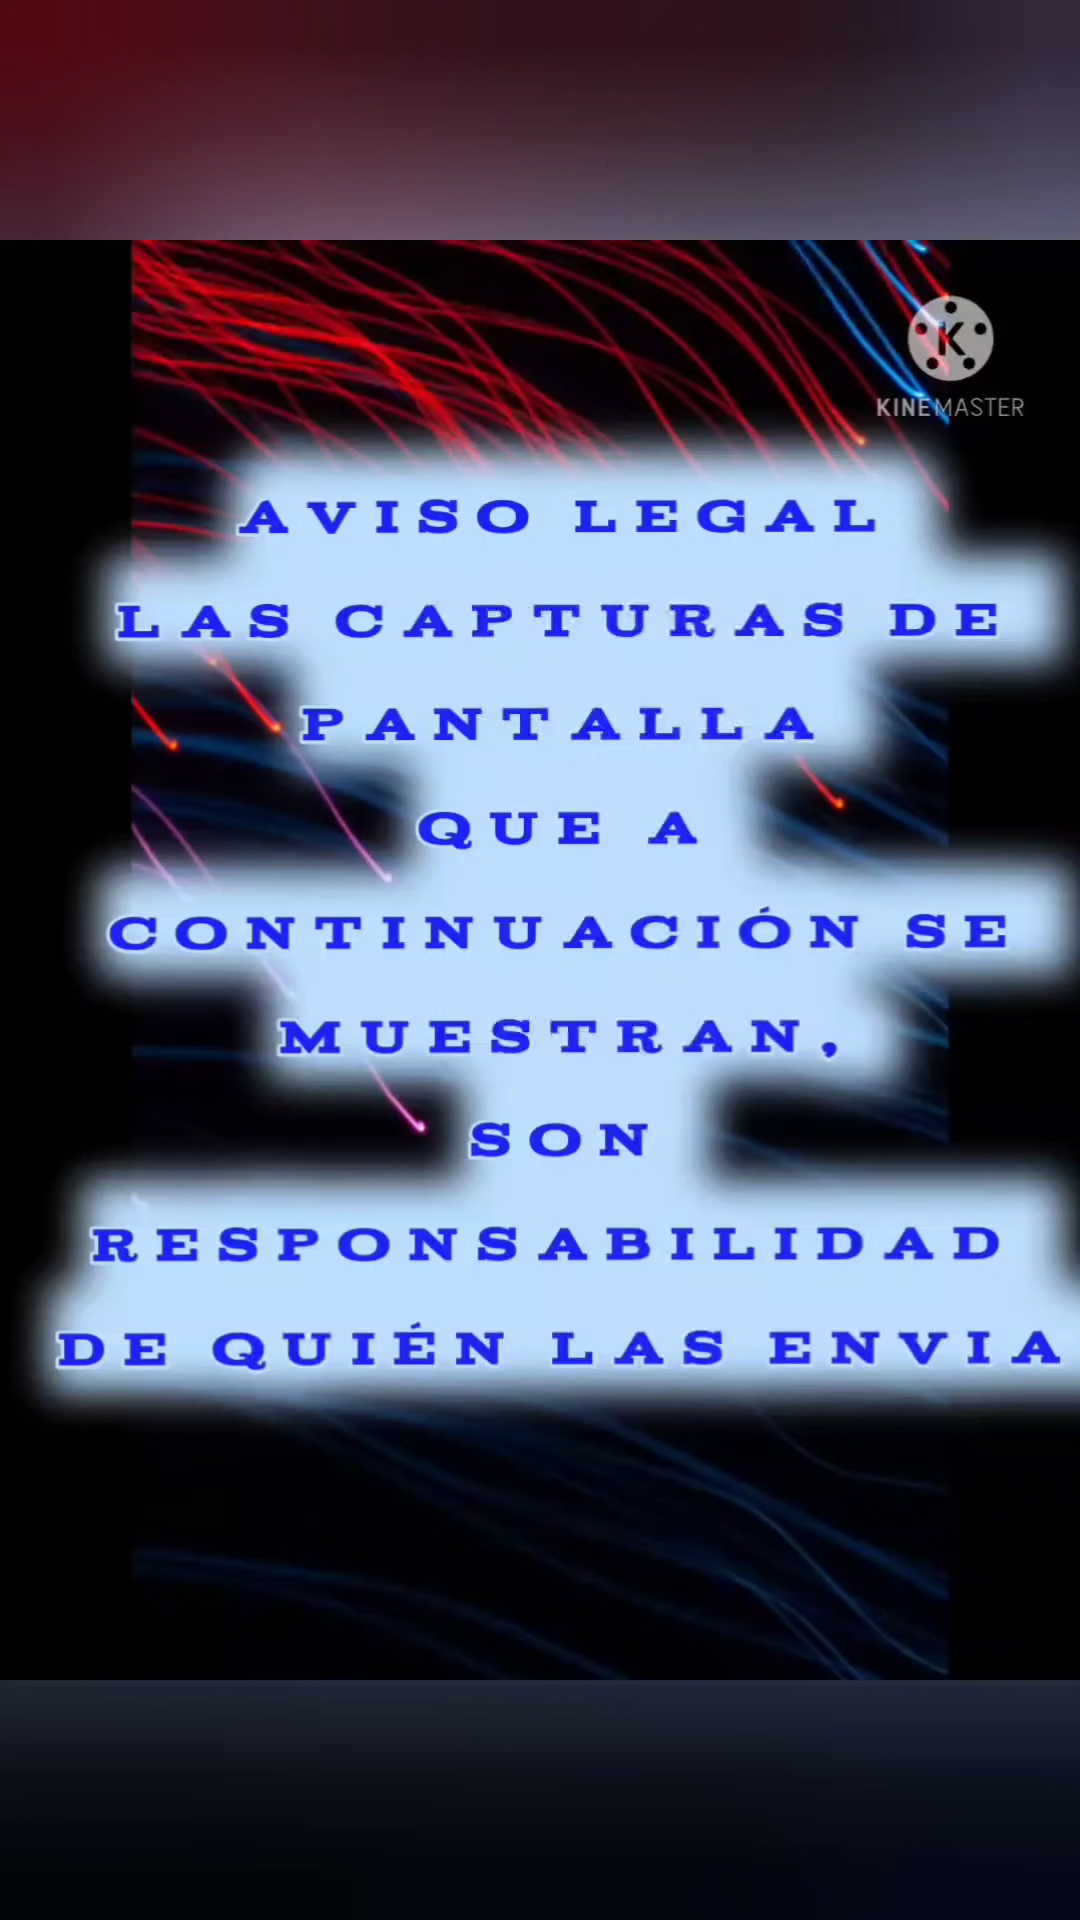 KINEMASTER
AVISO LEGAL
LAS CAPTURAS DE
PANTALLA
QUE A
CONTINUACIÓN SE
MUESTRAN,
SON
RESPONSABILIDAD
DE QUIÉN LAS ENVIA